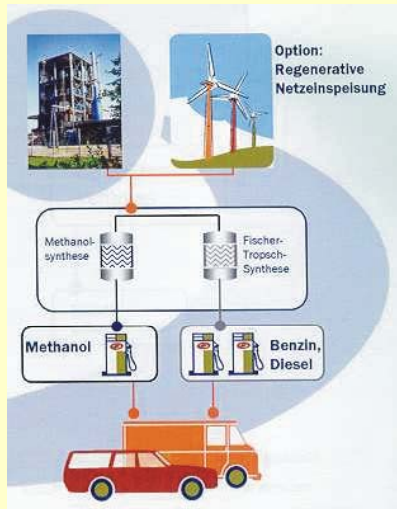 Option:
Regenerative
Netzeinspeisung
Methanol-
synthese
Fischer-
Tropsch-
Synthese
Methanol
Benzin,
Diesel